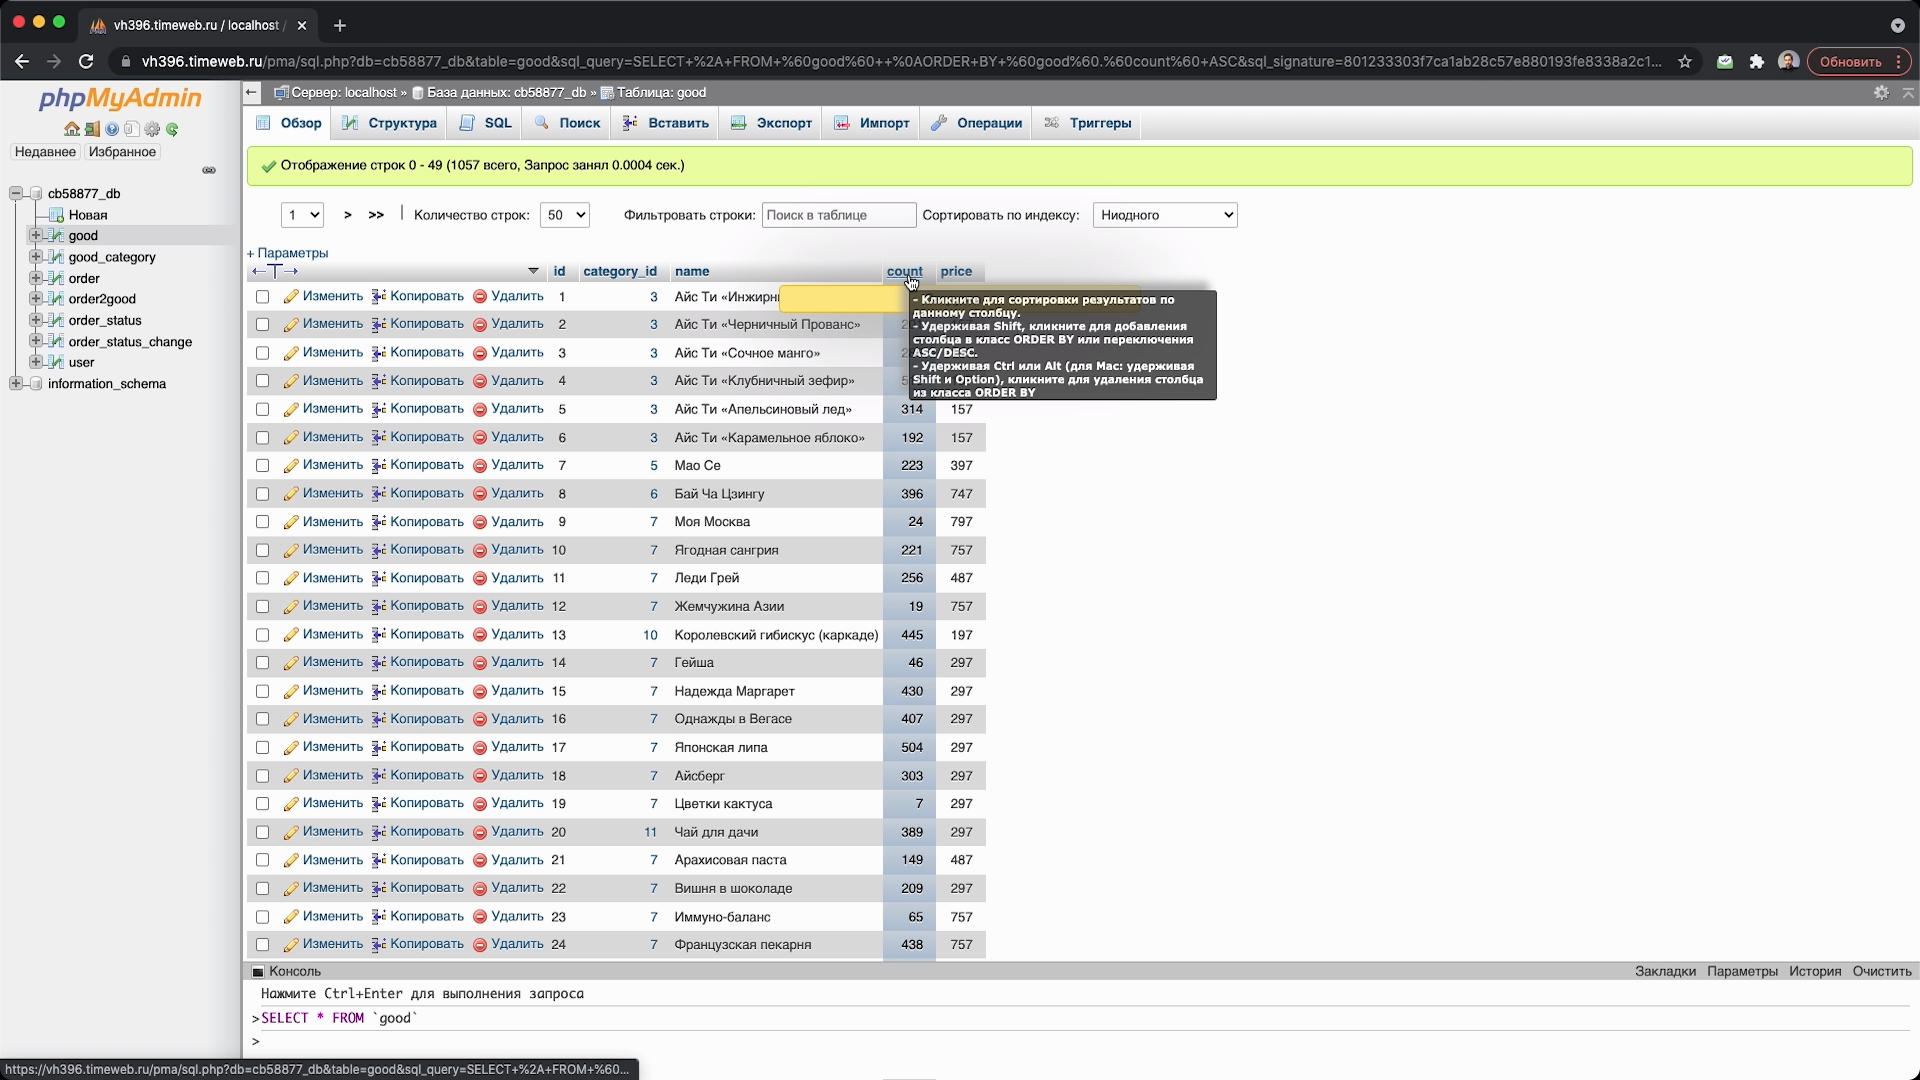 vh396.timeweb.ru / localhost /
vh396.timeweb.ru/pma/sql.php?db=cb58877_db&table=good&sql_query=SELECT+%2A+FROM+%60good%60++%0AORDER+BY+%60good%60.%60count%60+ASC&sql_signature=801233303f7ca1ab28c57e880193fe8338a2c1...
Обновить
phpMyAdmin
Недавнее Избранное
cb58877_db
Новая
good
good_category
order
order2good
order_status
order_status_change
user
information_schema
Сервер: localhost » База данных: cb58877_db » Таблица: good
Обзор Структура SQL Поиск Вставить Экспорт Импорт Операции Триггеры
Отображение строк 0 - 49 (1057 всего, Запрос занял 0.0004 сек.)
1 > >> | Количество строк: 50 Фильтровать строки: Поиск в таблице Сортировать по индексу: Ниодного
+ Параметры
←T→ id category_id name count price
Изменить Копировать Удалить 1 3 Айс Ти «Инжирн
Изменить Копировать Удалить 2 3 Айс Ти «Черничный Прованс»
Изменить Копировать Удалить 3 3 Айс Ти «Сочное манго»
Изменить Копировать Удалить 4 3 Айс Ти «Клубничный зефир»
Изменить Копировать Удалить 5 3 Айс Ти «Апельсиновый лед» 314 157
Изменить Копировать Удалить 6 3 Айс Ти «Карамельное яблоко» 192 157
Изменить Копировать Удалить 7 5 Мао Се 223 397
Изменить Копировать Удалить 8 6 Бай Ча Цзингу 396 747
Изменить Копировать Удалить 9 7 Моя Москва 24 797
Изменить Копировать Удалить 10 7 Ягодная сангрия 221 757
Изменить Копировать Удалить 11 7 Леди Грей 256 487
Изменить Копировать Удалить 12 7 Жемчужина Азии 19 757
Изменить Копировать Удалить 13 10 Королевский гибискус (каркаде) 445 197
Изменить Копировать Удалить 14 7 Гейша 46 297
Изменить Копировать Удалить 15 7 Надежда Маргарет 430 297
Изменить Копировать Удалить 16 7 Однажды в Вегасе 407 297
Изменить Копировать Удалить 17 7 Японская липа 504 297
Изменить Копировать Удалить 18 7 Айсберг 303 297
Изменить Копировать Удалить 19 7 Цветки кактуса 7 297
Изменить Копировать Удалить 20 11 Чай для дачи 389 297
Изменить Копировать Удалить 21 7 Арахисовая паста 149 487
Изменить Копировать Удалить 22 7 Вишня в шоколаде 209 297
Изменить Копировать Удалить 23 7 Иммуно-баланс 65 757
Изменить Копировать Удалить 24 7 Французская пекарня 438 757
- Кликните для сортировки результатов по
данному столбцу.
- Удерживая Shift, кликните для добавления
столбца в класс ORDER BY или переключения
ASC/DESC.
- Удерживая Ctrl или Alt (для Mac: удерживая
Shift и Option), кликните для удаления столбца
из класса ORDER BY
Консоль Закладки Параметры История Очистить
Нажмите Ctrl+Enter для выполнения запроса
>SELECT * FROM `good`
>
https://vh396.timeweb.ru/pma/sql.php?db=cb58877_db&table=good&sql_query=SELECT+%2A+FROM+%60...